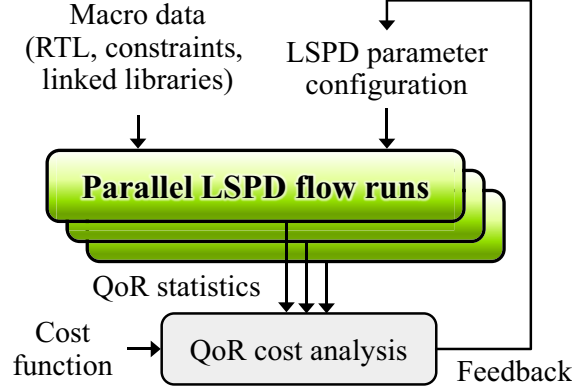 Macro data
(RTL, constraints,
linked libraries)
LSPD parameter
configuration
Parallel LSPD flow runs
QoR statistics
Cost
function
QoR cost analysis
Feedback